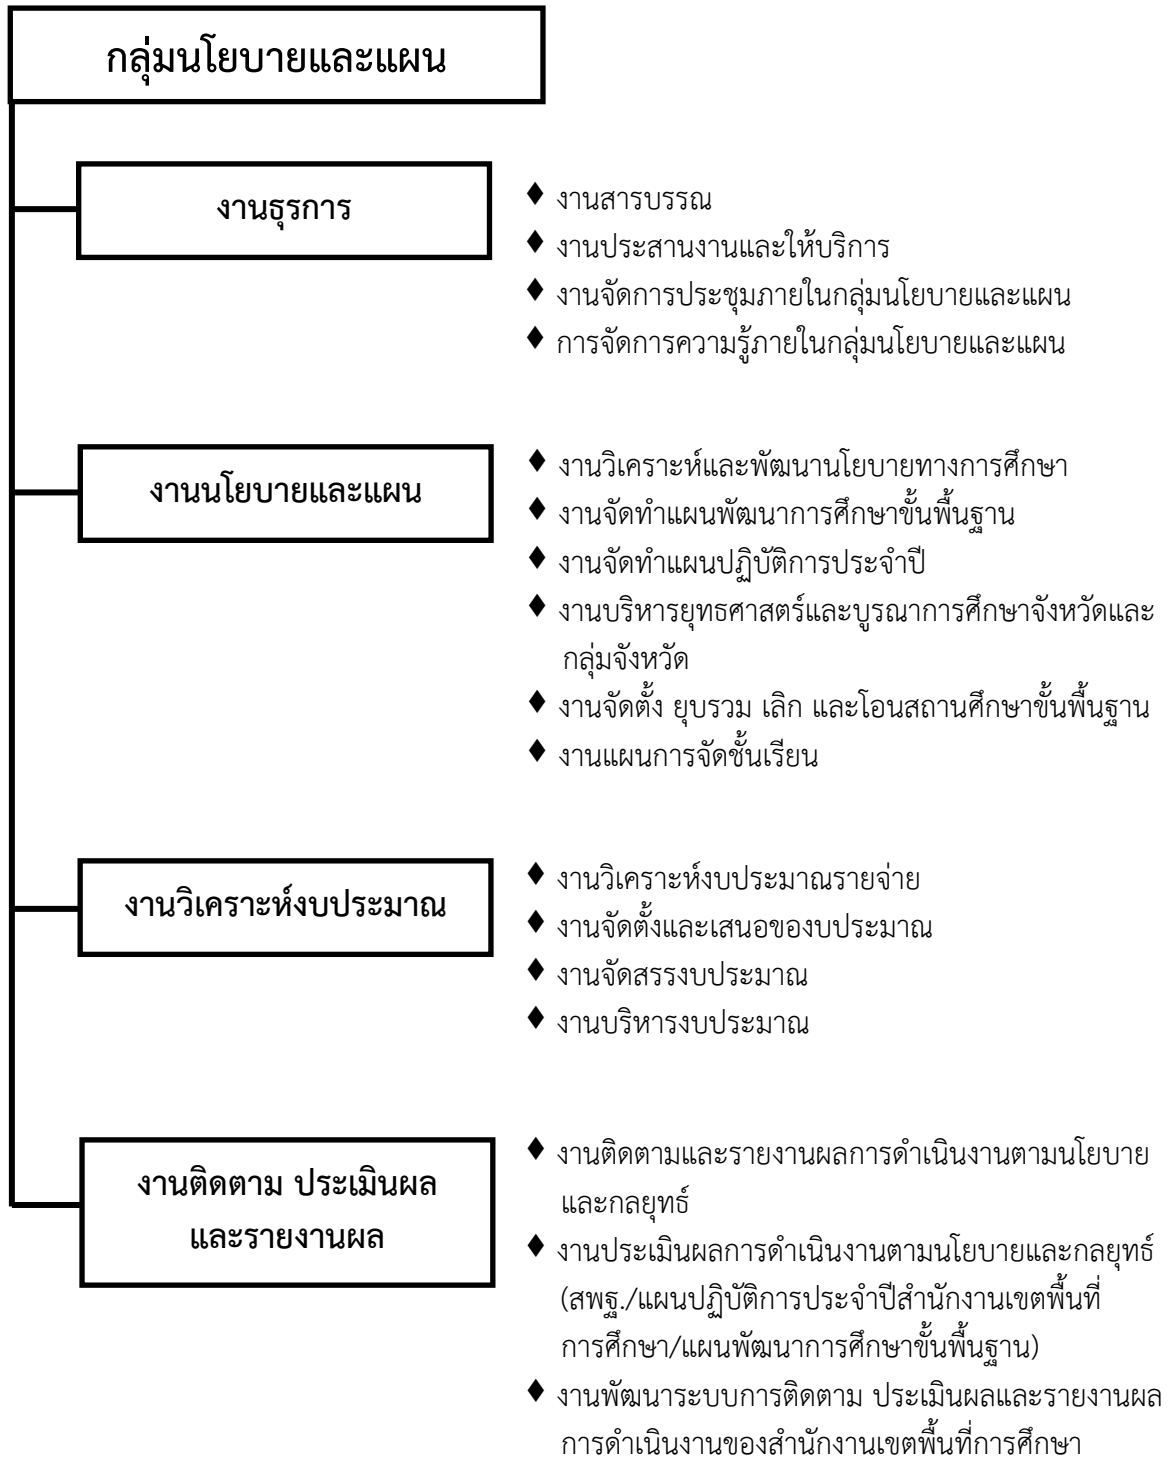 กลุ่มนโยบายและแผน
งานธุรการ
♦ งานสารบรรณ
♦ งานประสานงานและให้บริการ
♦ งานจัดการประชุมภายในกลุ่มนโยบายและแผน
♦ การจัดการความรู้ภายในกลุ่มนโยบายและแผน
งานนโยบายและแผน
♦ งานวิเคราะห์และพัฒนานโยบายทางการศึกษา
♦ งานจัดทำแผนพัฒนาการศึกษาขั้นพื้นฐาน
♦ งานจัดทำแผนปฏิบัติการประจำปี
♦ งานบริหารยุทธศาสตร์และบูรณาการศึกษาจังหวัดและ
กลุ่มจังหวัด
♦ งานจัดตั้ง ยุบรวม เลิก และโอนสถานศึกษาขั้นพื้นฐาน
♦ งานแผนการจัดชั้นเรียน
งานวิเคราะห์งบประมาณ
♦ งานวิเคราะห์งบประมาณรายจ่าย
♦ งานจัดตั้งและเสนอของบประมาณ
♦ งานจัดสรรงบประมาณ
♦ งานบริหารงบประมาณ
งานติดตาม ประเมินผล
และรายงานผล
♦ งานติดตามและรายงานผลการดำเนินงานตามนโยบาย
และกลยุทธ์
♦ งานประเมินผลการดำเนินงานตามนโยบายและกลยุทธ์
(สพฐ./แผนปฏิบัติการประจำปีสำนักงานเขตพื้นที่
การศึกษา/แผนพัฒนาการศึกษาขั้นพื้นฐาน)
♦ งานพัฒนาระบบการติดตาม ประเมินผลและรายงานผล
การดำเนินงานของสำนักงานเขตพื้นที่การศึกษา